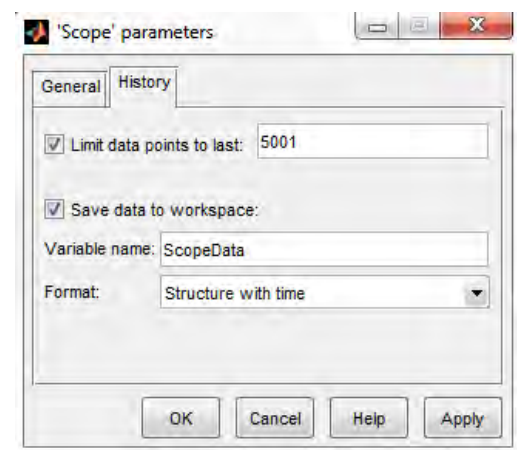 'Scope' parameters
General History
Limit data points to last: 5001
Save data to workspace:
Variable name: ScopeData
Format: Structure with time
OK Cancel Help Apply